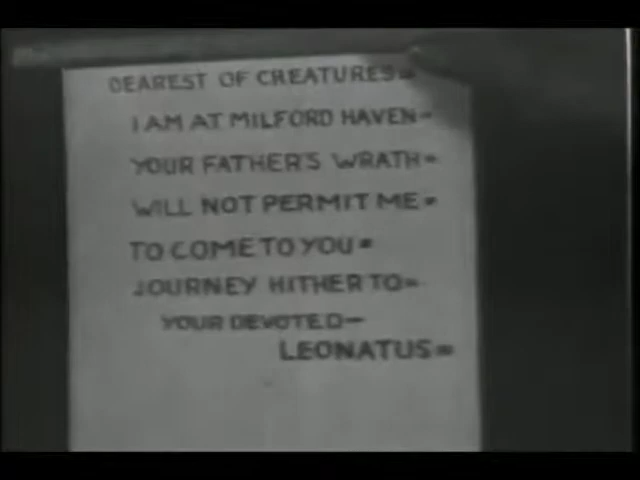 DEAREST OF CREATURES=
I AM AT MILFORD HAVEN=
YOUR FATHER'S WRATH=
WILL NOT PERMIT ME=
TO COME TO YOU=
JOURNEY HITHER TO=
YOUR DEVOTED—
LEONATUS=